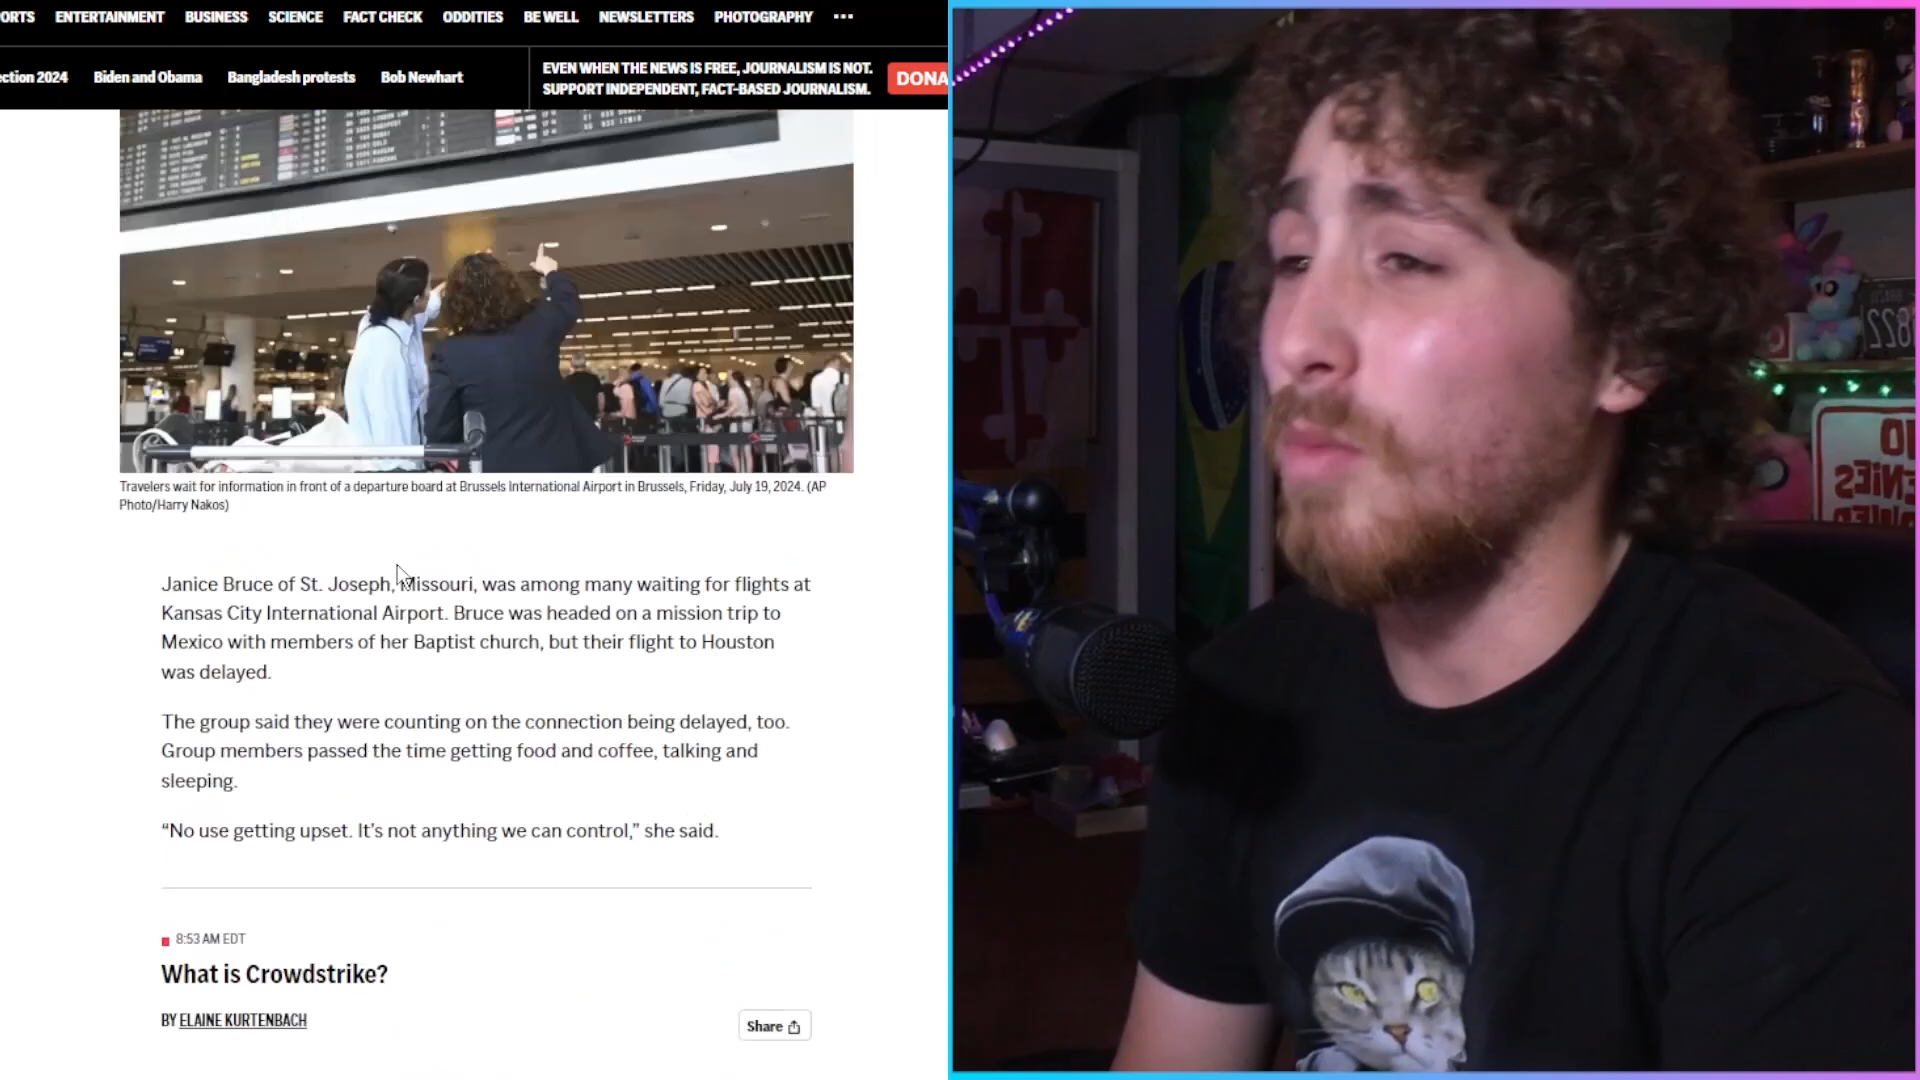 ORTS ENTERTAINMENT BUSINESS SCIENCE FACT CHECK ODDITIES BE WELL NEWSLETTERS PHOTOGRAPHY •••
ection 2024 Biden and Obama Bangladesh protests Bob Newhart
EVEN WHEN THE NEWS IS FREE, JOURNALISM IS NOT.
SUPPORT INDEPENDENT, FACT-BASED JOURNALISM.
DONA
Travelers wait for information in front of a departure board at Brussels International Airport in Brussels, Friday, July 19, 2024. (AP
Photo/Harry Nakos)
Janice Bruce of St. Joseph, Missouri, was among many waiting for flights at
Kansas City International Airport. Bruce was headed on a mission trip to
Mexico with members of her Baptist church, but their flight to Houston
was delayed.
The group said they were counting on the connection being delayed, too.
Group members passed the time getting food and coffee, talking and
sleeping.
“No use getting upset. It’s not anything we can control,” she said.
8:53 AM EDT
What is Crowdstrike?
BY ELAINE KURTENBACH
Share